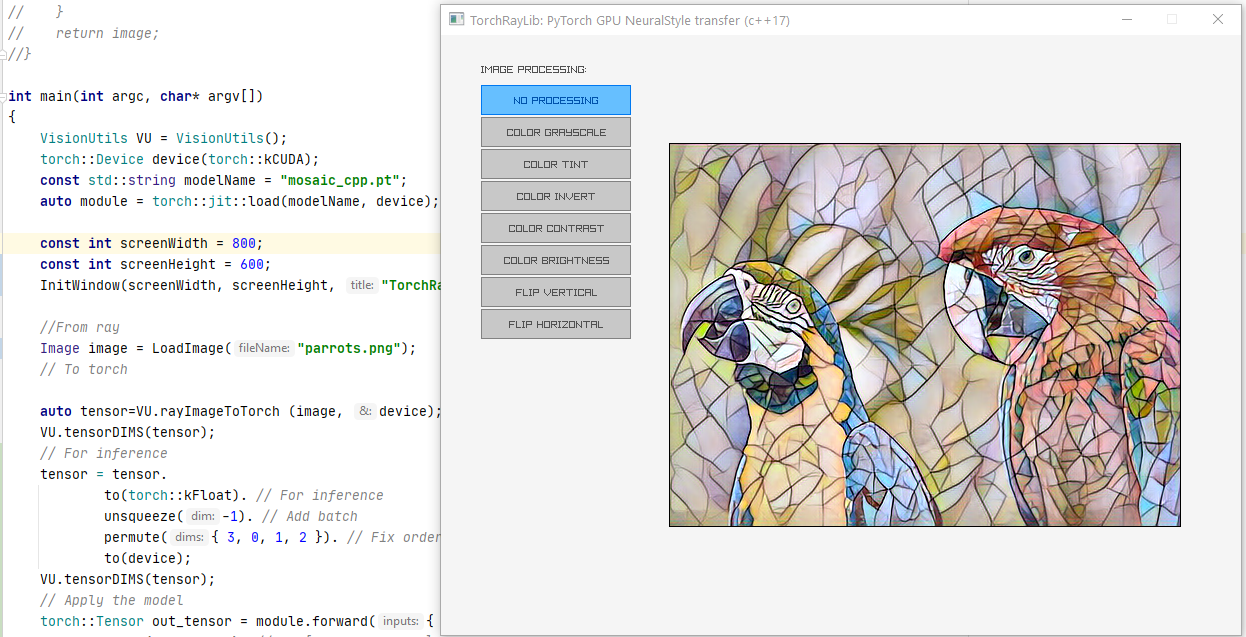 //    }
//    return image;
//}
int main(int argc, char* argv[])
{
    VisionUtils VU = VisionUtils();
    torch::Device device(torch::kCUDA);
    const std::string modelName = "mosaic_cpp.pt";
    auto module = torch::jit::load(modelName, device);
    const int screenWidth = 800;
    const int screenHeight = 600;
    InitWindow(screenWidth, screenHeight, title: "TorchRa
    //From ray
    Image image = LoadImage( fileName: "parrots.png");
    // To torch
    auto tensor=VU.rayImageToTorch (image, &: device);
    VU.tensorDIMS(tensor);
    // For inference
    tensor = tensor.
            to(torch::kFloat). // For inference
            unsqueeze( dim: -1). // Add batch
            permute( dims: { 3, 0, 1, 2 }). // Fix order
            to(device);
    VU.tensorDIMS(tensor);
    // Apply the model
    torch::Tensor out_tensor = module.forward( inputs: {
TorchRayLib: PyTorch GPU NeuralStyle transfer (c++17)
IMAGE PROCESSING:
NO PROCESSING
COLOR GRAYSCALE
COLOR TINT
COLOR INVERT
COLOR CONTRAST
COLOR BRIGHTNESS
FLIP VERTICAL
FLIP HORIZONTAL